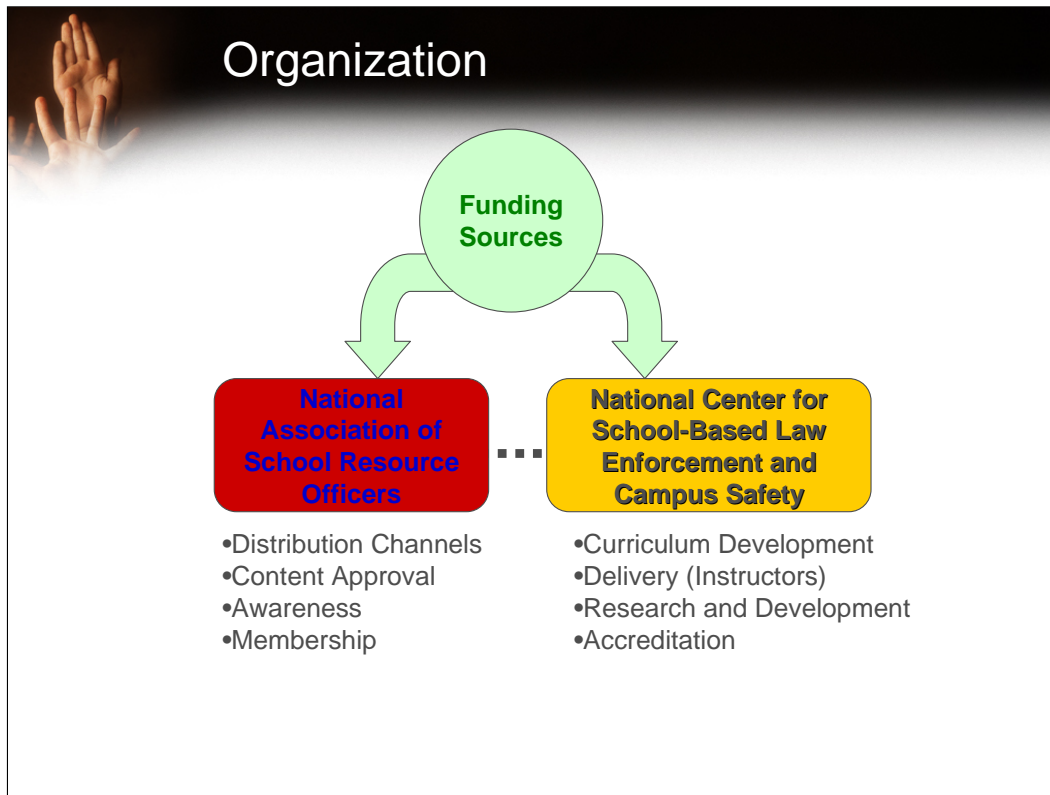 Organization
Funding
Sources
National
Association of
School Resource
Officers
National Center for
School-Based Law
Enforcement and
Campus Safety
•Distribution Channels
•Content Approval
•Awareness
•Membership
•Curriculum Development
•Delivery (Instructors)
•Research and Development
•Accreditation